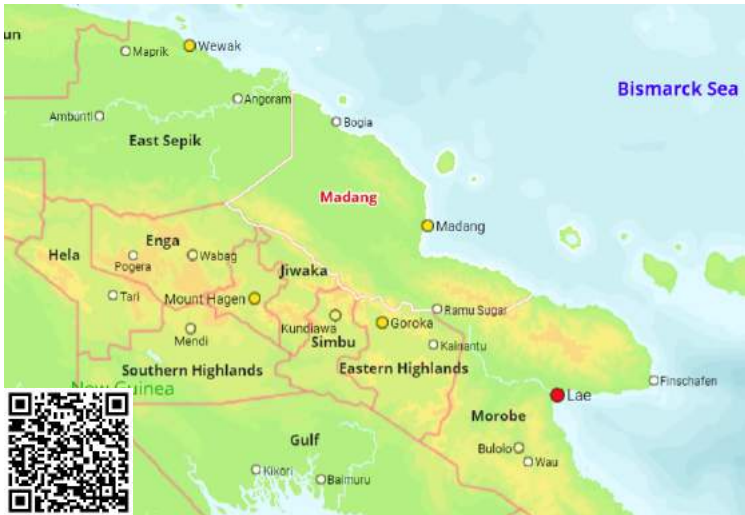 un
Maprik
Wewak
Bismarck Sea
Angoram
Ambunti
Bogia
East Sepik
Madang
Madang
Enga
Hela
Wabag
Pogera
Jiwaka
Tari
Mount Hagen
Ramu Sugar
Kundiawa
Goroka
Mendi
Simbu
Kainantu
Southern Highlands
Eastern Highlands
New Guinea
Finschafen
Lae
Morobe
Gulf
Bulolo
Wau
Kikori
Baimuru